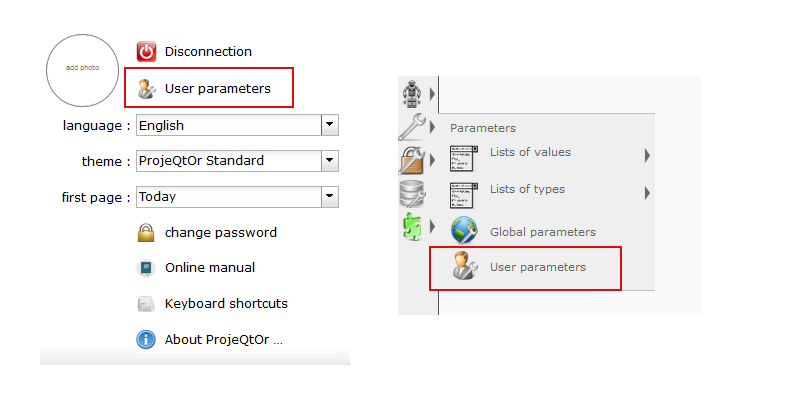 add photo
Disconnection
User parameters
language : English
theme : ProjeQtOr Standard
first page : Today
change password
Online manual
Keyboard shortcuts
About ProjeQtOr ...
Parameters
Lists of values
Lists of types
Global parameters
User parameters